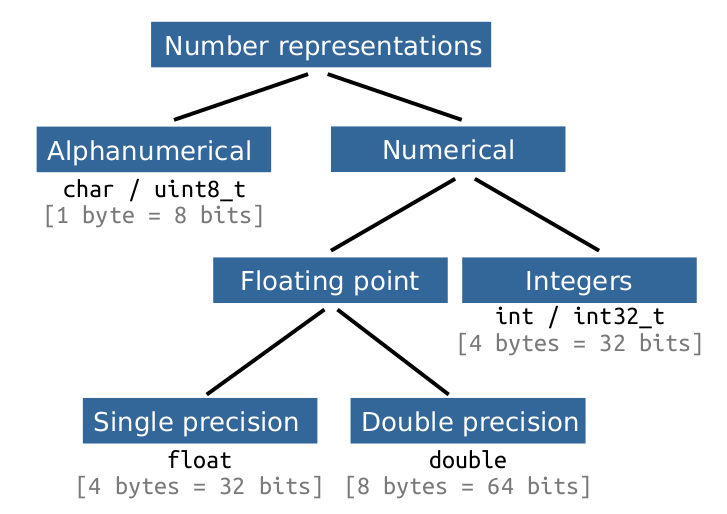 Number representations
Alphanumerical
Numerical
char / uint8_t
[1 byte = 8 bits]
Floating point
Integers
int / int32_t
[4 bytes = 32 bits]
Single precision
Double precision
float
double
[4 bytes = 32 bits]
[8 bytes = 64 bits]